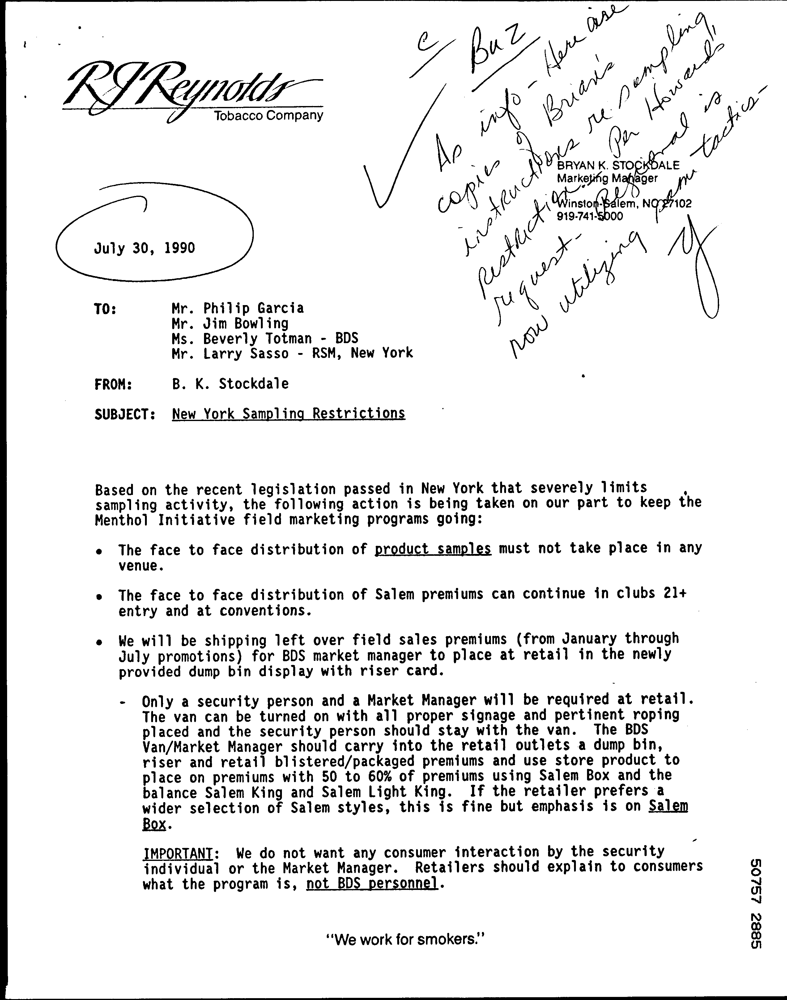 RJReynolds
Tobacco Company
c Buz
As info - Here are
copies of Brian's
instructions re sampling
restrictions. Per Howard's
request - Regional is
now utilizing prem tactics -
BRYAN K. STOCKDALE
Marketing Manager
Winston-Salem, NC 27102
919-741-5000
July 30, 1990
TO: Mr. Philip Garcia
Mr. Jim Bowling
Ms. Beverly Totman - BDS
Mr. Larry Sasso - RSM, New York
FROM: B. K. Stockdale
SUBJECT: New York Sampling Restrictions
Based on the recent legislation passed in New York that severely limits
sampling activity, the following action is being taken on our part to keep the
Menthol Initiative field marketing programs going:
• The face to face distribution of product samples must not take place in any
venue.
• The face to face distribution of Salem premiums can continue in clubs 21+
entry and at conventions.
• We will be shipping left over field sales premiums (from January through
July promotions) for BDS market manager to place at retail in the newly
provided dump bin display with riser card.
- Only a security person and a Market Manager will be required at retail.
The van can be turned on with all proper signage and pertinent roping
placed and the security person should stay with the van. The BDS
Van/Market Manager should carry into the retail outlets a dump bin,
riser and retail blistered/packaged premiums and use store product to
place on premiums with 50 to 60% of premiums using Salem Box and the
balance Salem King and Salem Light King. If the retailer prefers a
wider selection of Salem styles, this is fine but emphasis is on Salem
Box.
IMPORTANT: We do not want any consumer interaction by the security
individual or the Market Manager. Retailers should explain to consumers
what the program is, not BDS personnel.
"We work for smokers."
50757 2885